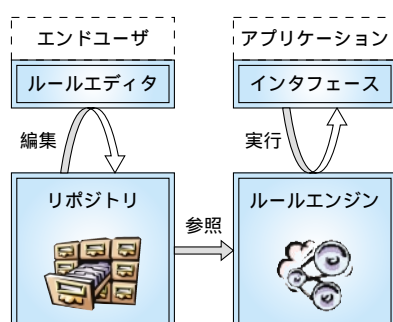 エンドユーザ
アプリケーション
ルールエディタ
インタフェース
編集
実行
リポジトリ
ルールエンジン
参照